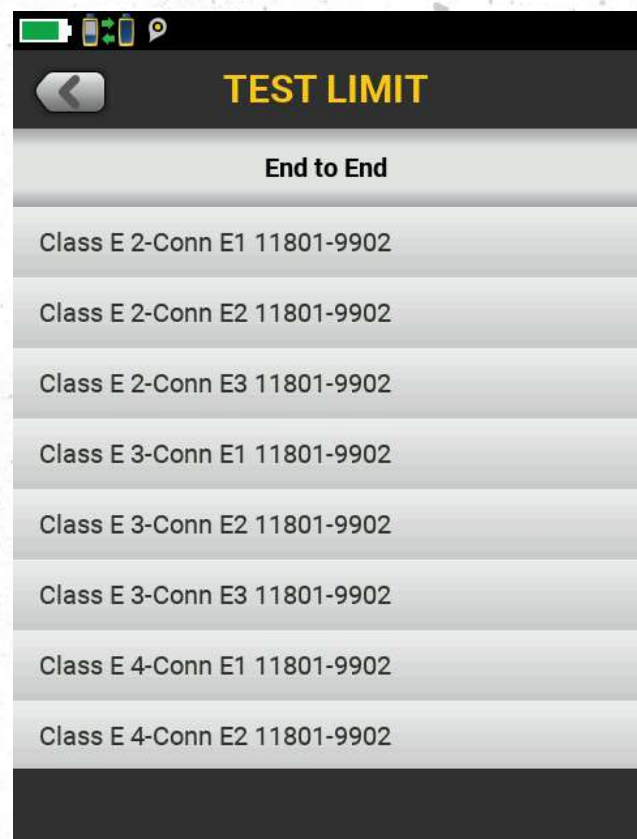 TEST LIMIT
End to End
Class E 2-Conn E1 11801-9902
Class E 2-Conn E2 11801-9902
Class E 2-Conn E3 11801-9902
Class E 3-Conn E1 11801-9902
Class E 3-Conn E2 11801-9902
Class E 3-Conn E3 11801-9902
Class E 4-Conn E1 11801-9902
Class E 4-Conn E2 11801-9902